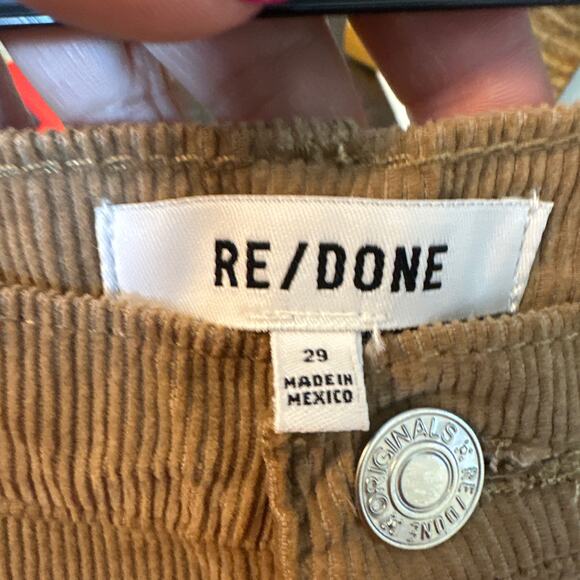 RE/DONE
29
MADE IN
MEXICO
ORIGINALS RE/DONE